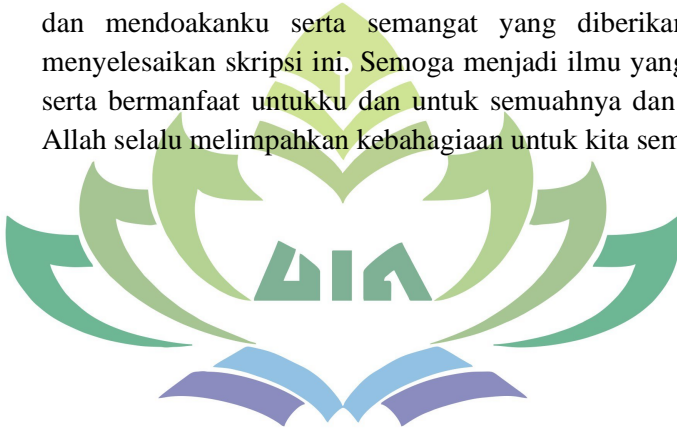 dan mendoakanku serta semangat yang diberikan
menyelesaikan skripsi ini. Semoga menjadi ilmu yang
serta bermanfaat untukku dan untuk semuahnya dan
Allah selalu melimpahkan kebahagiaan untuk kita sem
UIN